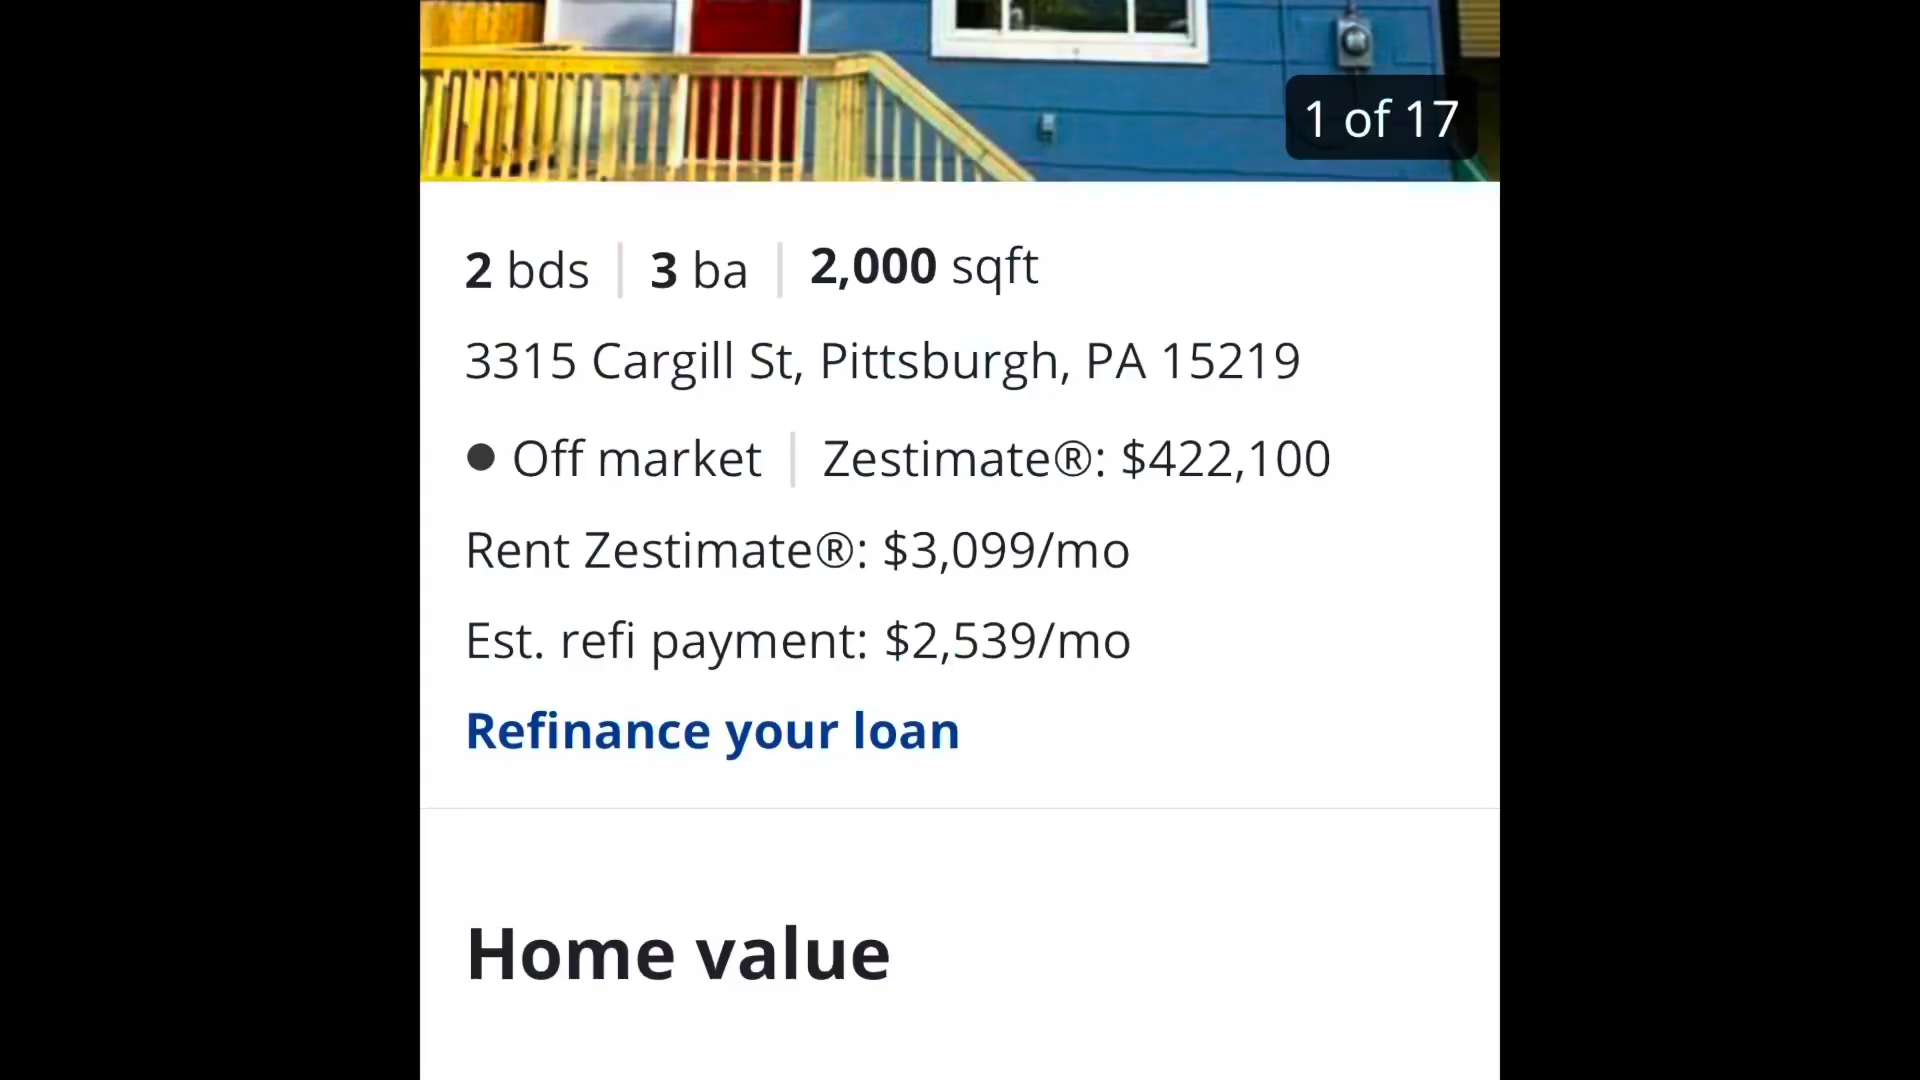 1 of 17
2 bds | 3 ba | 2,000 sqft
3315 Cargill St, Pittsburgh, PA 15219
Off market | Zestimate®: $422,100
Rent Zestimate®: $3,099/mo
Est. refi payment: $2,539/mo
Refinance your loan
Home value